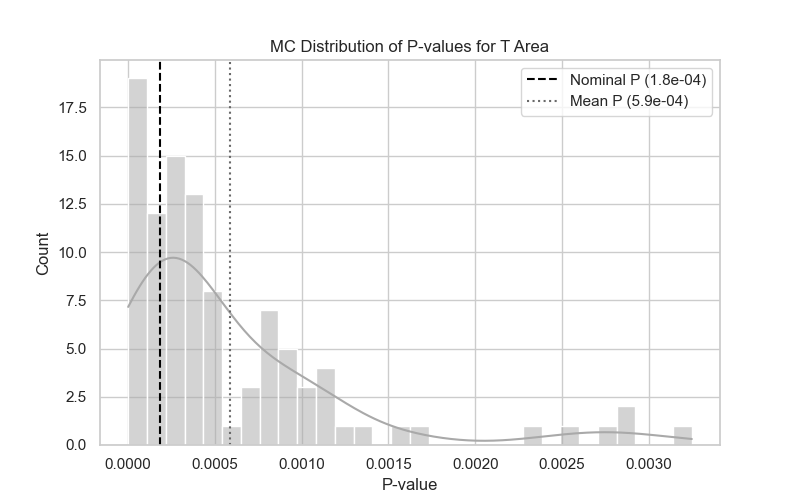 MC Distribution of P-values for T Area
Nominal P (1.8e-04)
Mean P (5.9e-04)
Count
17.5
15.0
12.5
10.0
7.5
5.0
2.5
0.0
0.0000 0.0005 0.0010 0.0015 0.0020 0.0025 0.0030
P-value